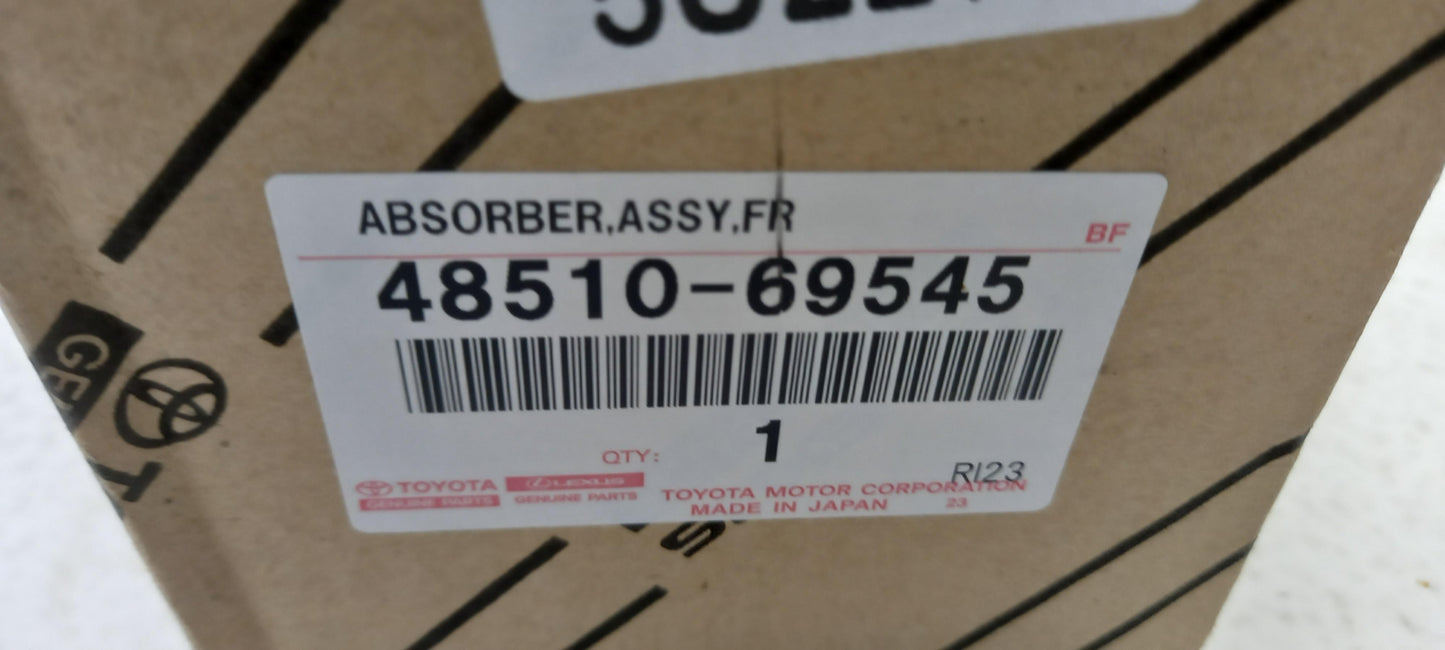 ABSORBER,ASSY,FR
BF
48510-69545
QTY: 1
RI23
TOYOTA
GENUINE PARTS
LEXUS
GENUINE PARTS
TOYOTA MOTOR CORPORATION
MADE IN JAPAN 23